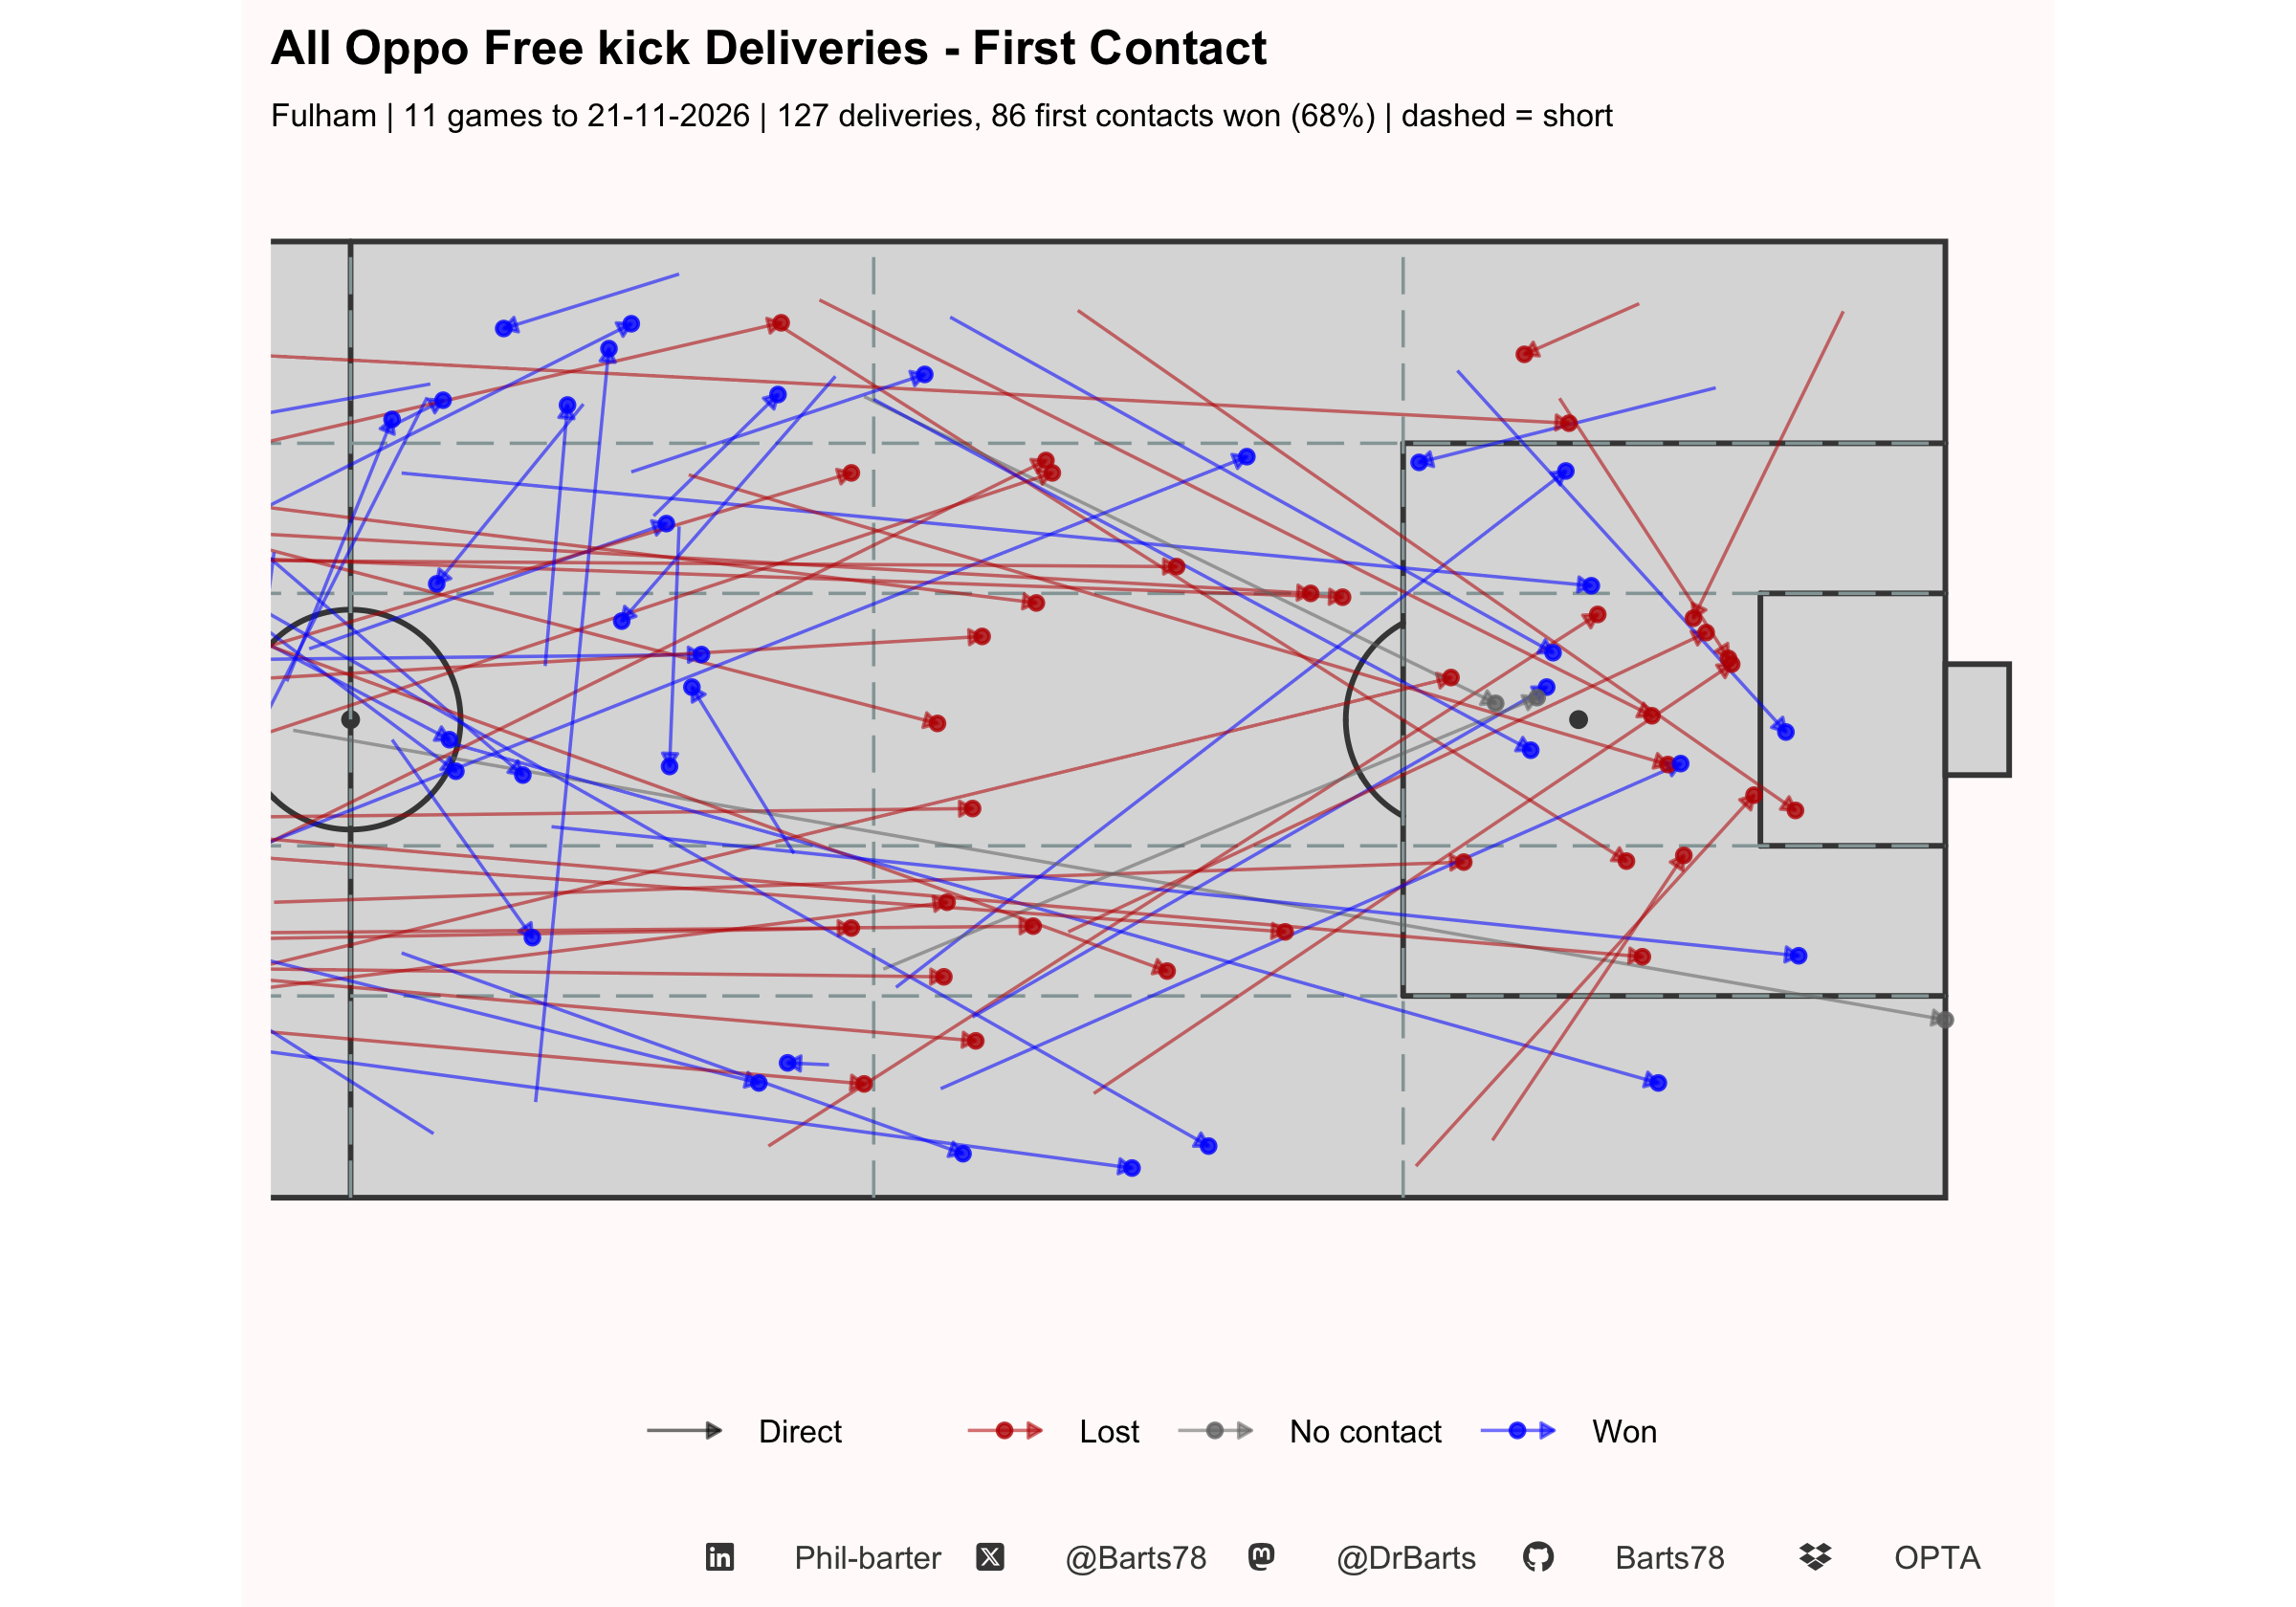 All Oppo Free kick Deliveries - First Contact
Fulham | 11 games to 21-11-2026 | 127 deliveries, 86 first contacts won (68%) | dashed = short
Direct Lost No contact Won
Phil-barter @Barts78 @DrBarts Barts78 OPTA